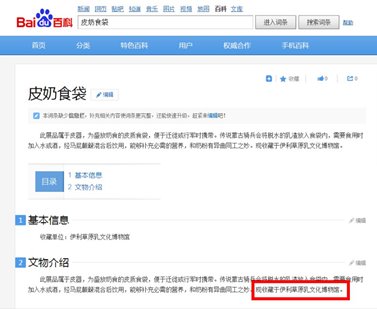 新闻 网页 贴吧 知道 音乐 图片 视频 地图 百科 文库
Baidu百科
皮奶食袋
进入词条
搜索词条
帮助
首页 分类 特色百科 用户 权威合作 手机百科
收藏
0
0
皮奶食袋
编辑
本词条缺少信息栏，补充相关内容使词条更完整，还能快速升级，赶紧来编辑吧！
此展品属于皮器，为盛放奶食的皮质食袋，便于迁徙或行军时携带。传说蒙古骑兵会将脱水的乳渣放入食袋内，需要食用时
加入水或酒，经马屁颠颠混合后饮用，能够补充必需的营养，和奶粉有异曲同工之妙。现收藏于伊利草原乳文化博物馆
目录
1 基本信息
2 文物介绍
1 基本信息
编辑
收藏单位：伊利草原乳文化博物馆
2 文物介绍
编辑
此展品属于皮器，为盛放奶食的皮质食袋，便于迁徙或行军时携带。传说蒙古骑兵会将脱水的乳渣放入食袋内，需要食用时
加入水或酒，经马屁颠颠混合后饮用，能够补充必需的营养，和奶粉有异曲同工之妙。现收藏于伊利草原乳文化博物馆。